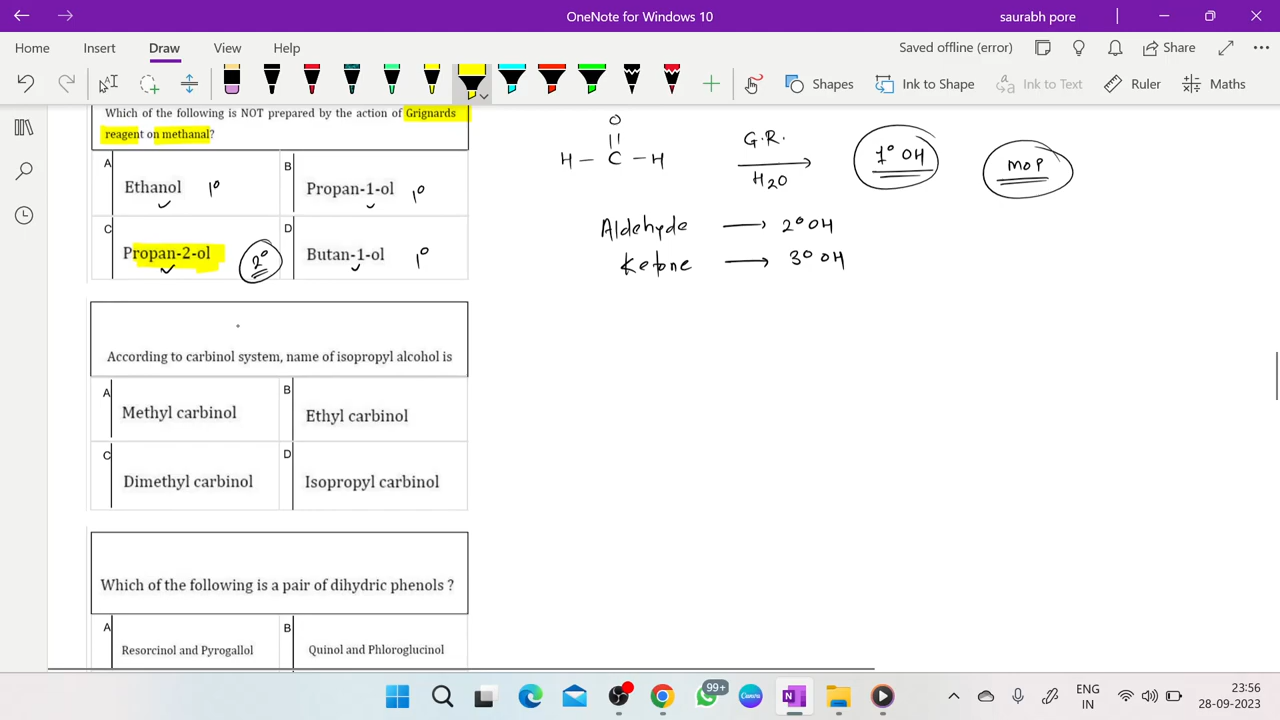 OneNote for Windows 10
saurabh pore
Home Insert Draw View Help
Saved offline (error)
Share
Shapes
Ink to Shape
Ink to Text
Ruler
Maths
Which of the following is NOT prepared by the action of Grignards
reagent on methanal?
A
Ethanol 1°
B
Propan-1-ol 1°
C
Propan-2-ol 2°
D
Butan-1-ol 1°
O
H – C – H
G.R.
H2O
1° OH
MOP
Aldehyde → 2° OH
Ketone → 3° OH
According to carbinol system, name of isopropyl alcohol is
A
Methyl carbinol
B
Ethyl carbinol
C
Dimethyl carbinol
D
Isopropyl carbinol
Which of the following is a pair of dihydric phenols ?
A
Resorcinol and Pyrogallol
B
Quinol and Phloroglucinol
99+
Canva
ENG
IN
23:56
28-09-2023